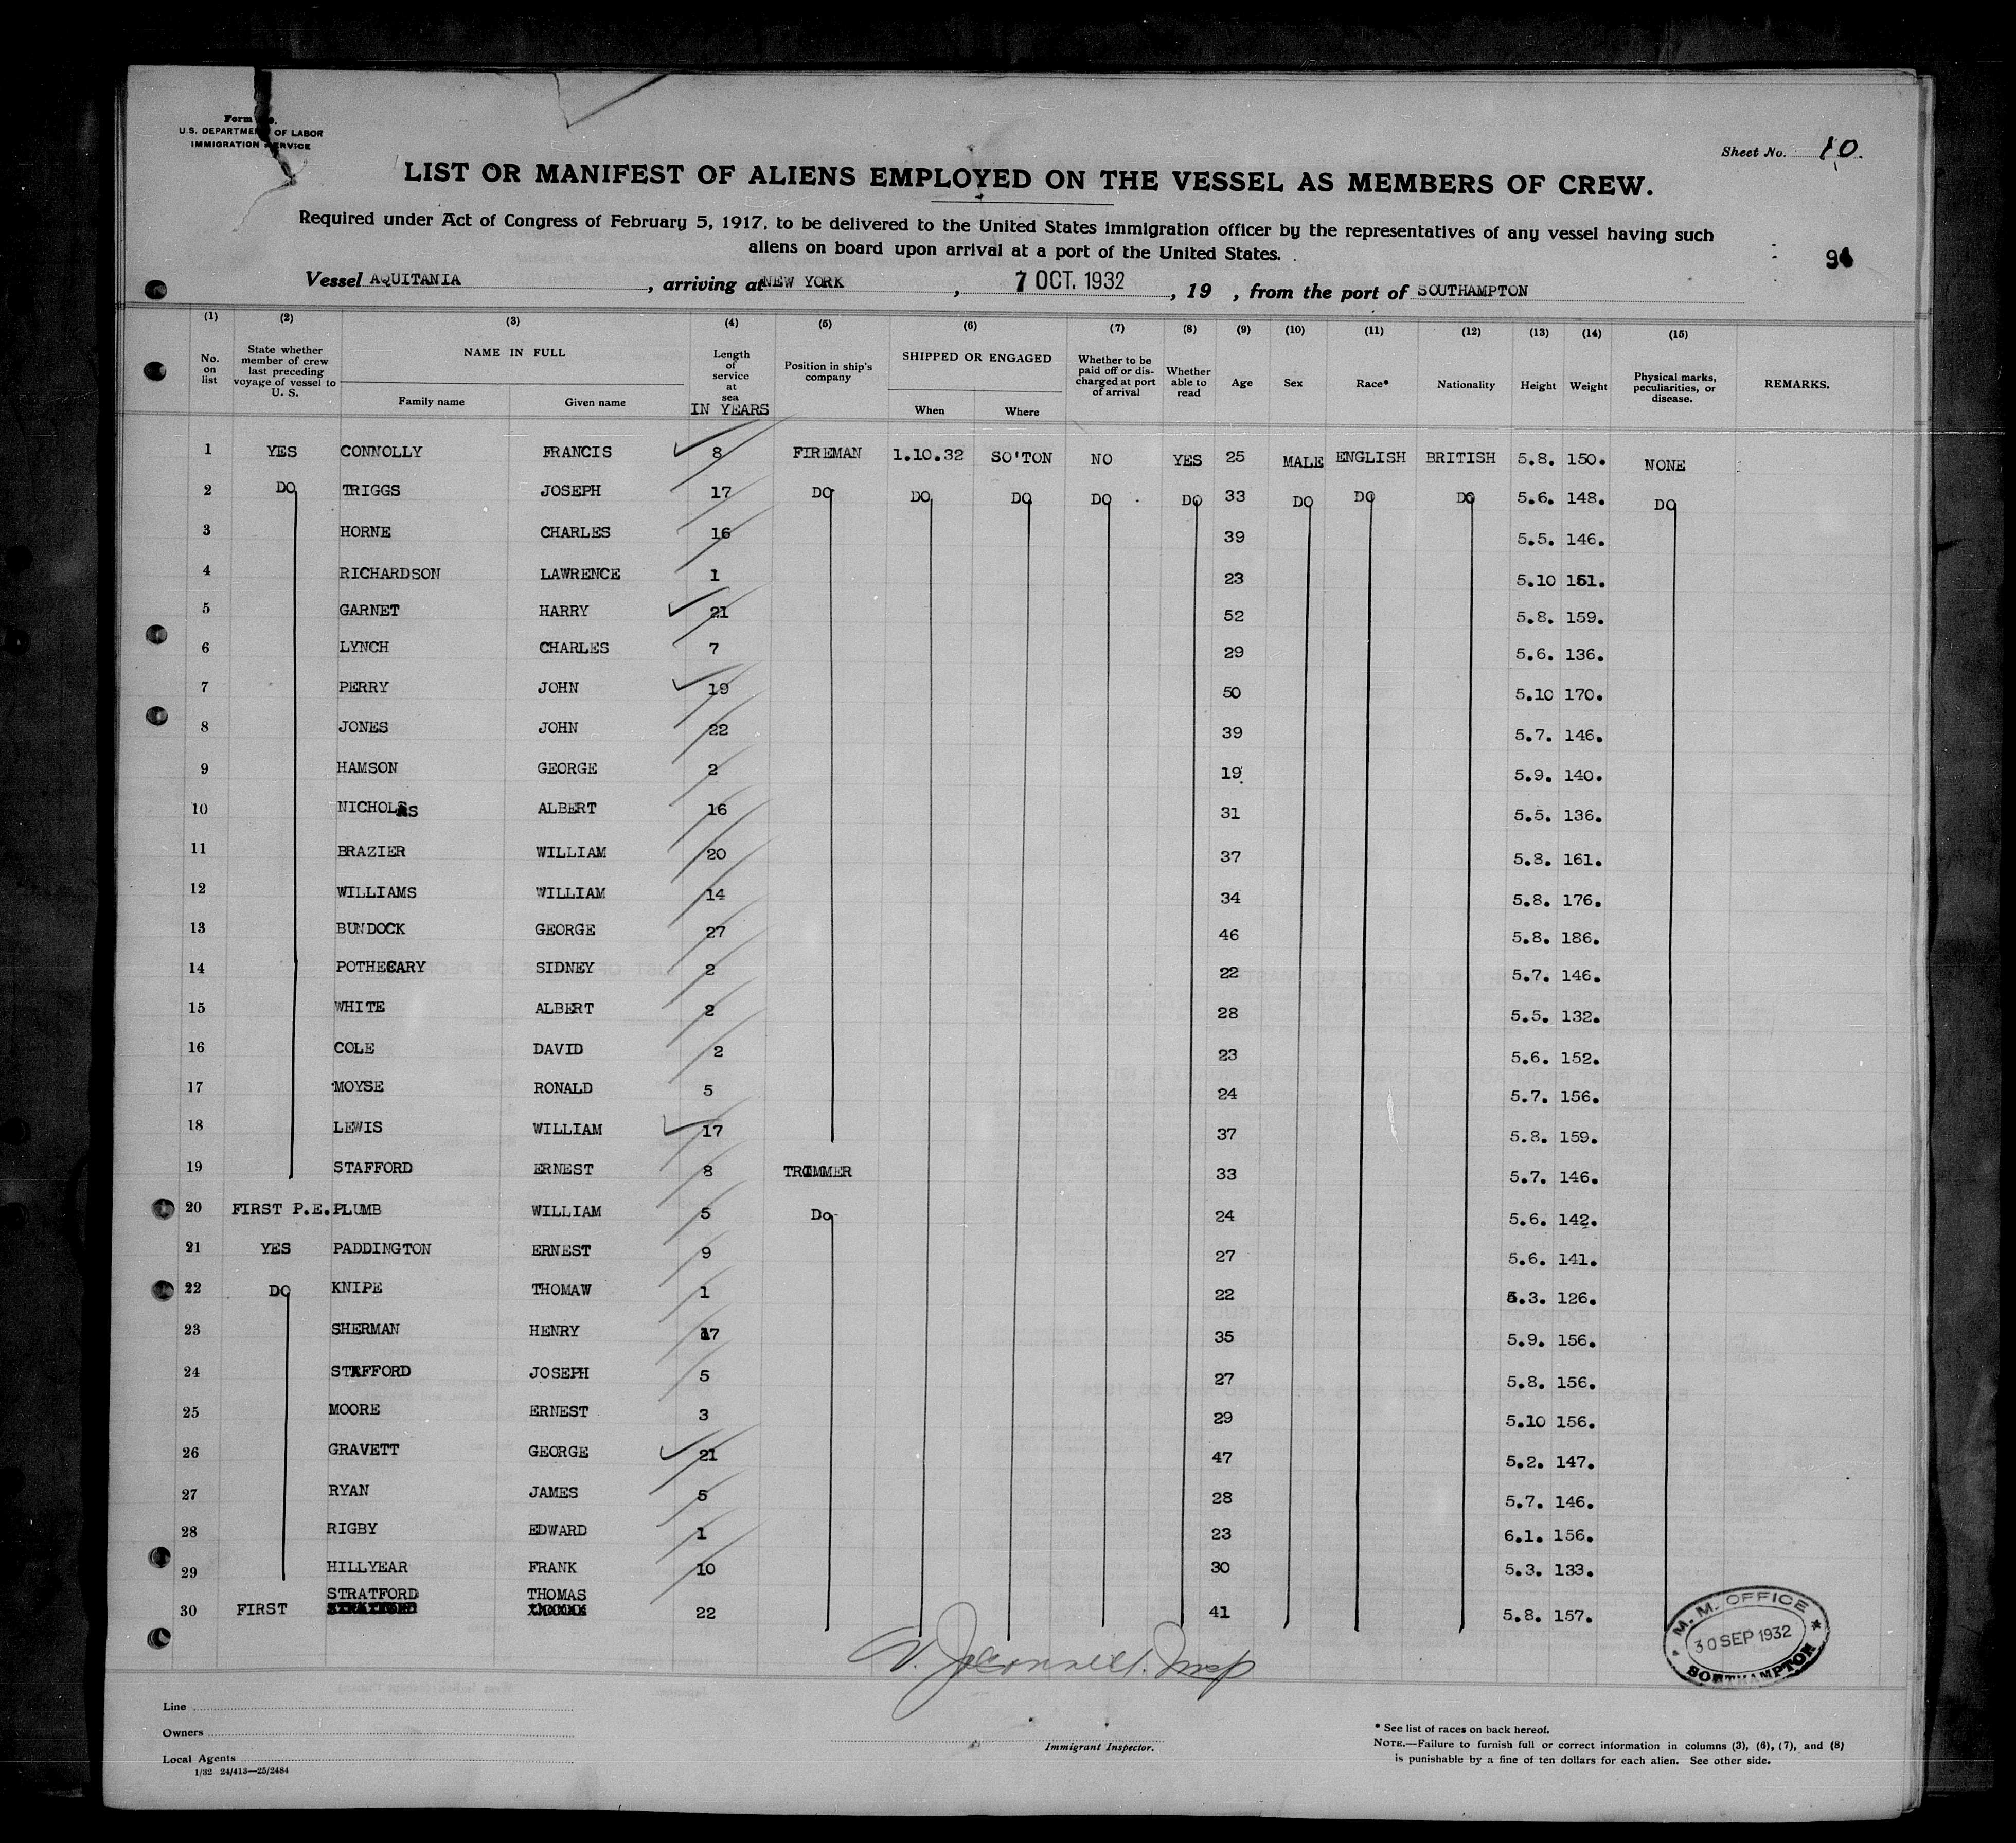 Form
U.S. DEPARTMENT OF LABOR
IMMIGRATION SERVICE
Sheet No. 10.
LIST OR MANIFEST OF ALIENS EMPLOYED ON THE VESSEL AS MEMBERS OF CREW.
Required under Act of Congress of February 5, 1917, to be delivered to the United States immigration officer by the representatives of any vessel having such
aliens on board upon arrival at a port of the United States.
Vessel AQUITANIA, arriving at NEW YORK, 7 OCT. 1932, 19 , from the port of SOUTHAMPTON
(1) (2) (3) (4) (5) (6) (7) (8) (9) (10) (11) (12) (13) (14) (15)
No. on list State whether member of crew last preceding voyage of vessel to U. S. NAME IN FULL Family name Given name Length of service at sea IN YEARS Position in ship's company SHIPPED OR ENGAGED When Where Whether to be paid off or discharged at port of arrival Whether able to read Age Sex Race* Nationality Height Weight Physical marks, peculiarities, or disease. REMARKS.
1 YES CONNOLLY FRANCIS 8 FIREMAN 1.10.32 SO'TON NO YES 25 MALE ENGLISH BRITISH 5.8. 150. NONE
2 DO TRIGGS JOSEPH 17 DO DO DO DO DO 33 DO DO DO 5.6. 148. DO
3 HORNE CHARLES 16 39 5.5. 146.
4 RICHARDSON LAWRENCE 1 23 5.10 151.
5 GARNET HARRY 21 52 5.8. 159.
6 LYNCH CHARLES 7 29 5.6. 136.
7 PERRY JOHN 19 50 5.10 170.
8 JONES JOHN 22 39 5.7. 146.
9 HAMSON GEORGE 2 19 5.9. 140.
10 NICHOLAS ALBERT 16 31 5.5. 136.
11 BRAZIER WILLIAM 20 37 5.8. 161.
12 WILLIAMS WILLIAM 14 34 5.8. 176.
13 BUNDOCK GEORGE 27 46 5.8. 186.
14 POTHECARY SIDNEY 2 22 5.7. 146.
15 WHITE ALBERT 2 28 5.5. 132.
16 COLE DAVID 2 23 5.6. 152.
17 MOYSE RONALD 5 24 5.7. 156.
18 LEWIS WILLIAM 17 37 5.8. 159.
19 STAFFORD ERNEST 8 TRIMMER 33 5.7. 146.
20 FIRST P.E. PLUMB WILLIAM 5 Do 24 5.6. 142.
21 YES PADDINGTON ERNEST 9 27 5.6. 141.
22 DO KNIPE THOMAW 1 22 5.3. 126.
23 SHERMAN HENRY 17 35 5.9. 156.
24 STAFFORD JOSEPH 5 27 5.8. 156.
25 MOORE ERNEST 3 29 5.10 156.
26 GRAVETT GEORGE 21 47 5.2. 147.
27 RYAN JAMES 5 28 5.7. 146.
28 RIGBY EDWARD 1 23 6.1. 156.
29 HILLYEAR FRANK 10 30 5.3. 133.
30 FIRST STRATFORD THOMAS 22 41 5.8. 157.
M. M. OFFICE
30 SEP 1932
SOUTHAMPTON
Line
Owners
Local Agents
1/32 24/413—25/2484
Immigrant Inspector.
* See list of races on back hereof.
NOTE.—Failure to furnish full or correct information in columns (3), (6), (7), and (8)
is punishable by a fine of ten dollars for each alien. See other side.